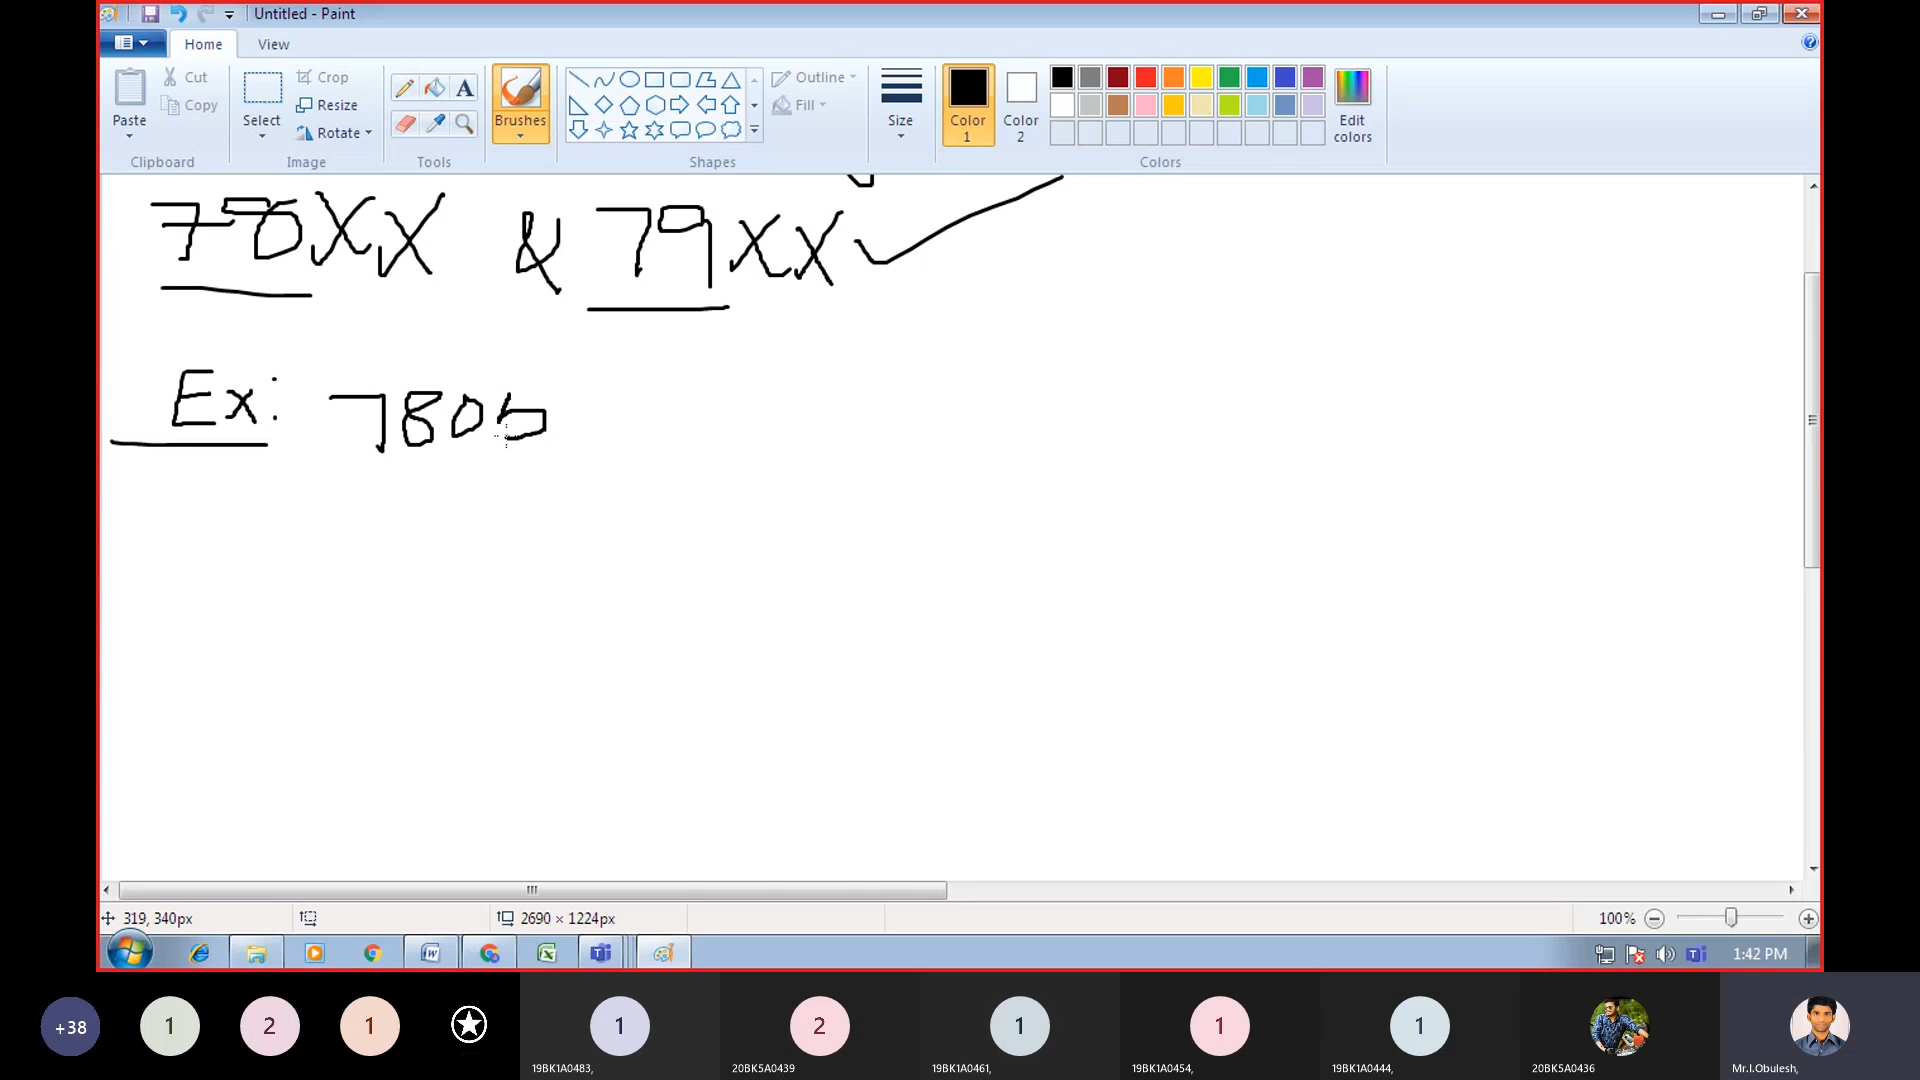 Untitled - Paint
Home View
Paste Cut Copy Clipboard
Select Crop Resize Rotate Image
Tools
Brushes
Outline Fill Shapes
Size
Color 1 Color 2 Edit colors Colors
78XX & 79XX
Ex: 7805
319, 340px 2690 × 1224px 100%
1:42 PM
+38 1 2 1 1 2 1 1 1
19BK1A0483, 20BK5A0439 19BK1A0461, 19BK1A0454, 19BK1A0444, 20BK5A0436 Mr.I.Obulesh,